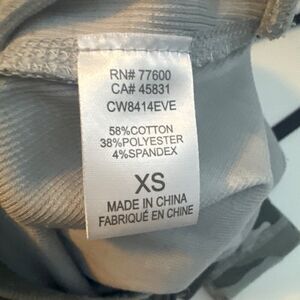 RN# 77600
CA# 45831
CW8414EVE
58%COTTON
38%POLYESTER
4%SPANDEX
XS
MADE IN CHINA
FABRIQUÉ EN CHINE